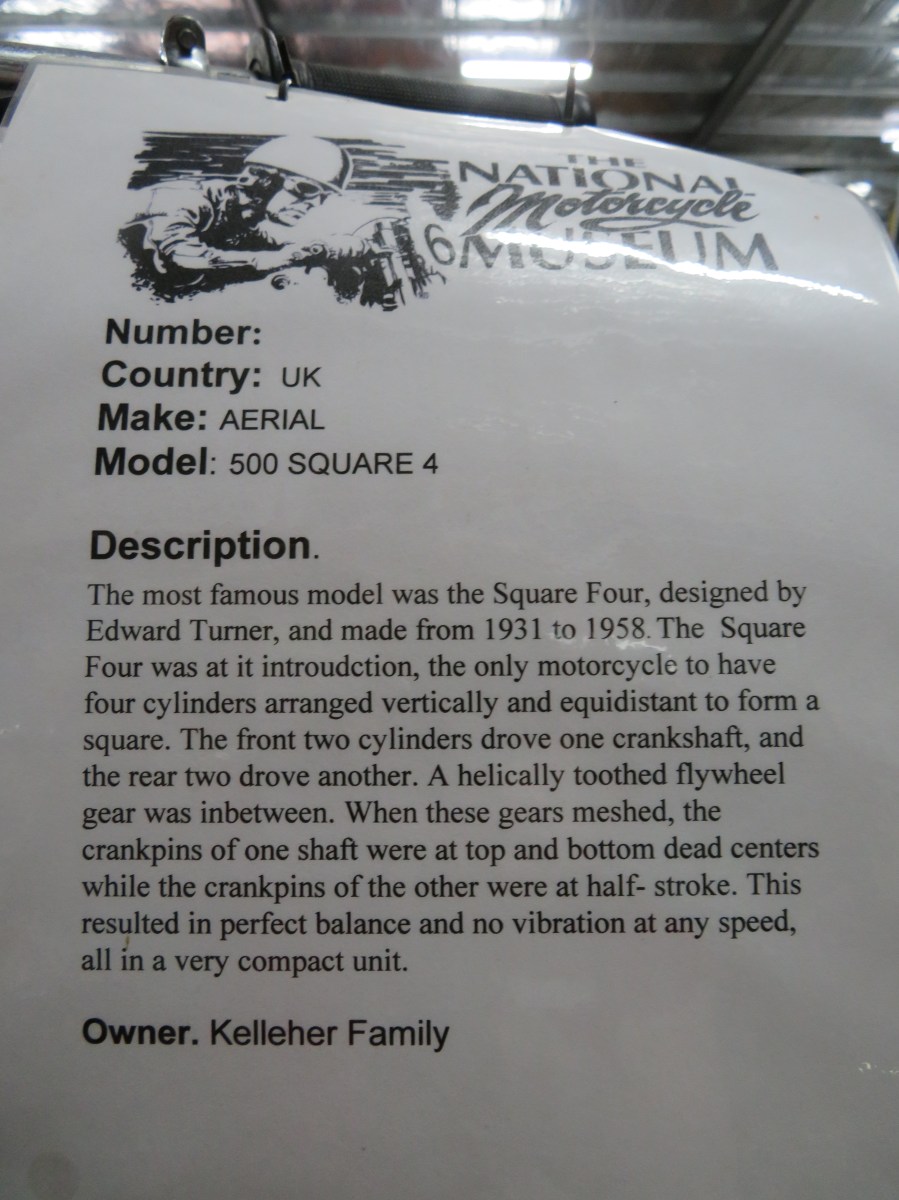 THE
NATIONAL
Motorcycle
6 MUSEUM
Number:
Country: UK
Make: AERIAL
Model: 500 SQUARE 4
Description.
The most famous model was the Square Four, designed by
Edward Turner, and made from 1931 to 1958. The Square
Four was at it introudction, the only motorcycle to have
four cylinders arranged vertically and equidistant to form a
square. The front two cylinders drove one crankshaft, and
the rear two drove another. A helically toothed flywheel
gear was inbetween. When these gears meshed, the
crankpins of one shaft were at top and bottom dead centers
while the crankpins of the other were at half- stroke. This
resulted in perfect balance and no vibration at any speed,
all in a very compact unit.
Owner. Kelleher Family